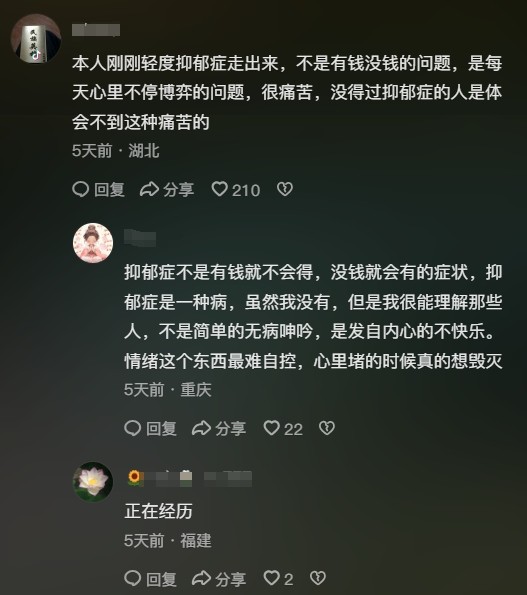 本人刚刚轻度抑郁症走出来，不是有钱没钱的问题，是每
天心里不停博弈的问题，很痛苦，没得过抑郁症的人是体
会不到这种痛苦的
5天前 · 湖北
回复 分享 210
抑郁症不是有钱就不会得，没钱就会有的症状，抑
郁症是一种病，虽然我没有，但是我很能理解那些
人，不是简单的无病呻吟，是发自内心的不快乐。
情绪这个东西最难自控，心里堵的时候真的想毁灭
5天前 · 重庆
回复 分享 22
正在经历
5天前 · 福建
回复 分享 2